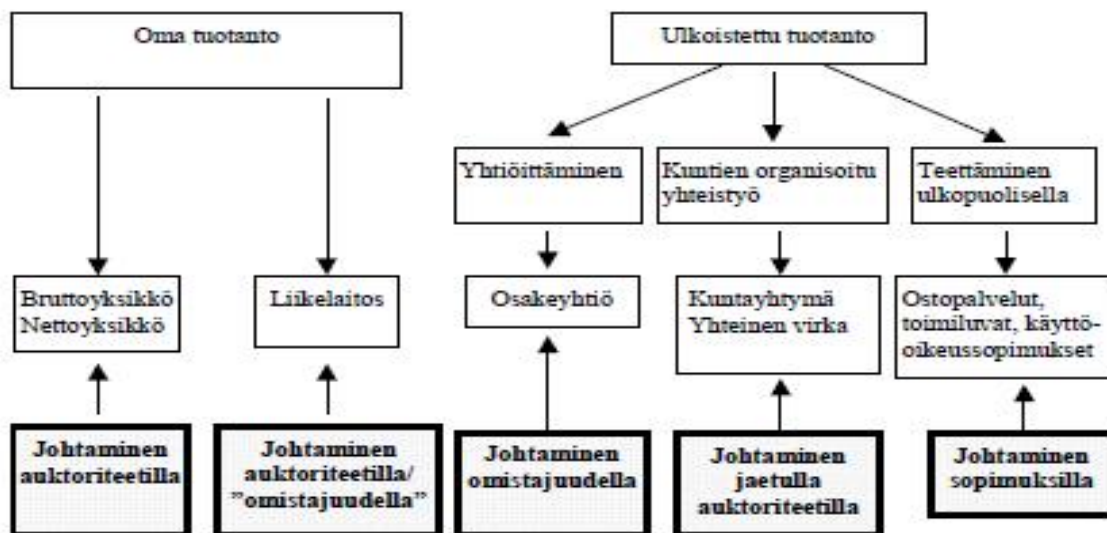 Oma tuotanto
Ulkoistettu tuotanto
Yhtiöittäminen
Kuntien organisoitu
yhteistyö
Teettäminen
ulkopuolisella
Bruttoyksikkö
Nettoyksikkö
Liikelaitos
Osakeyhtiö
Kuntayhtymä
Yhteinen virka
Ostopalvelut,
toimiluvat, käyttö-
oikeussopimukset
Johtaminen
auktoriteetilla
Johtaminen
auktoriteetilla/
”omistajuudella”
Johtaminen
omistajuudella
Johtaminen
jaetulla
auktoriteetilla
Johtaminen
sopimuksilla